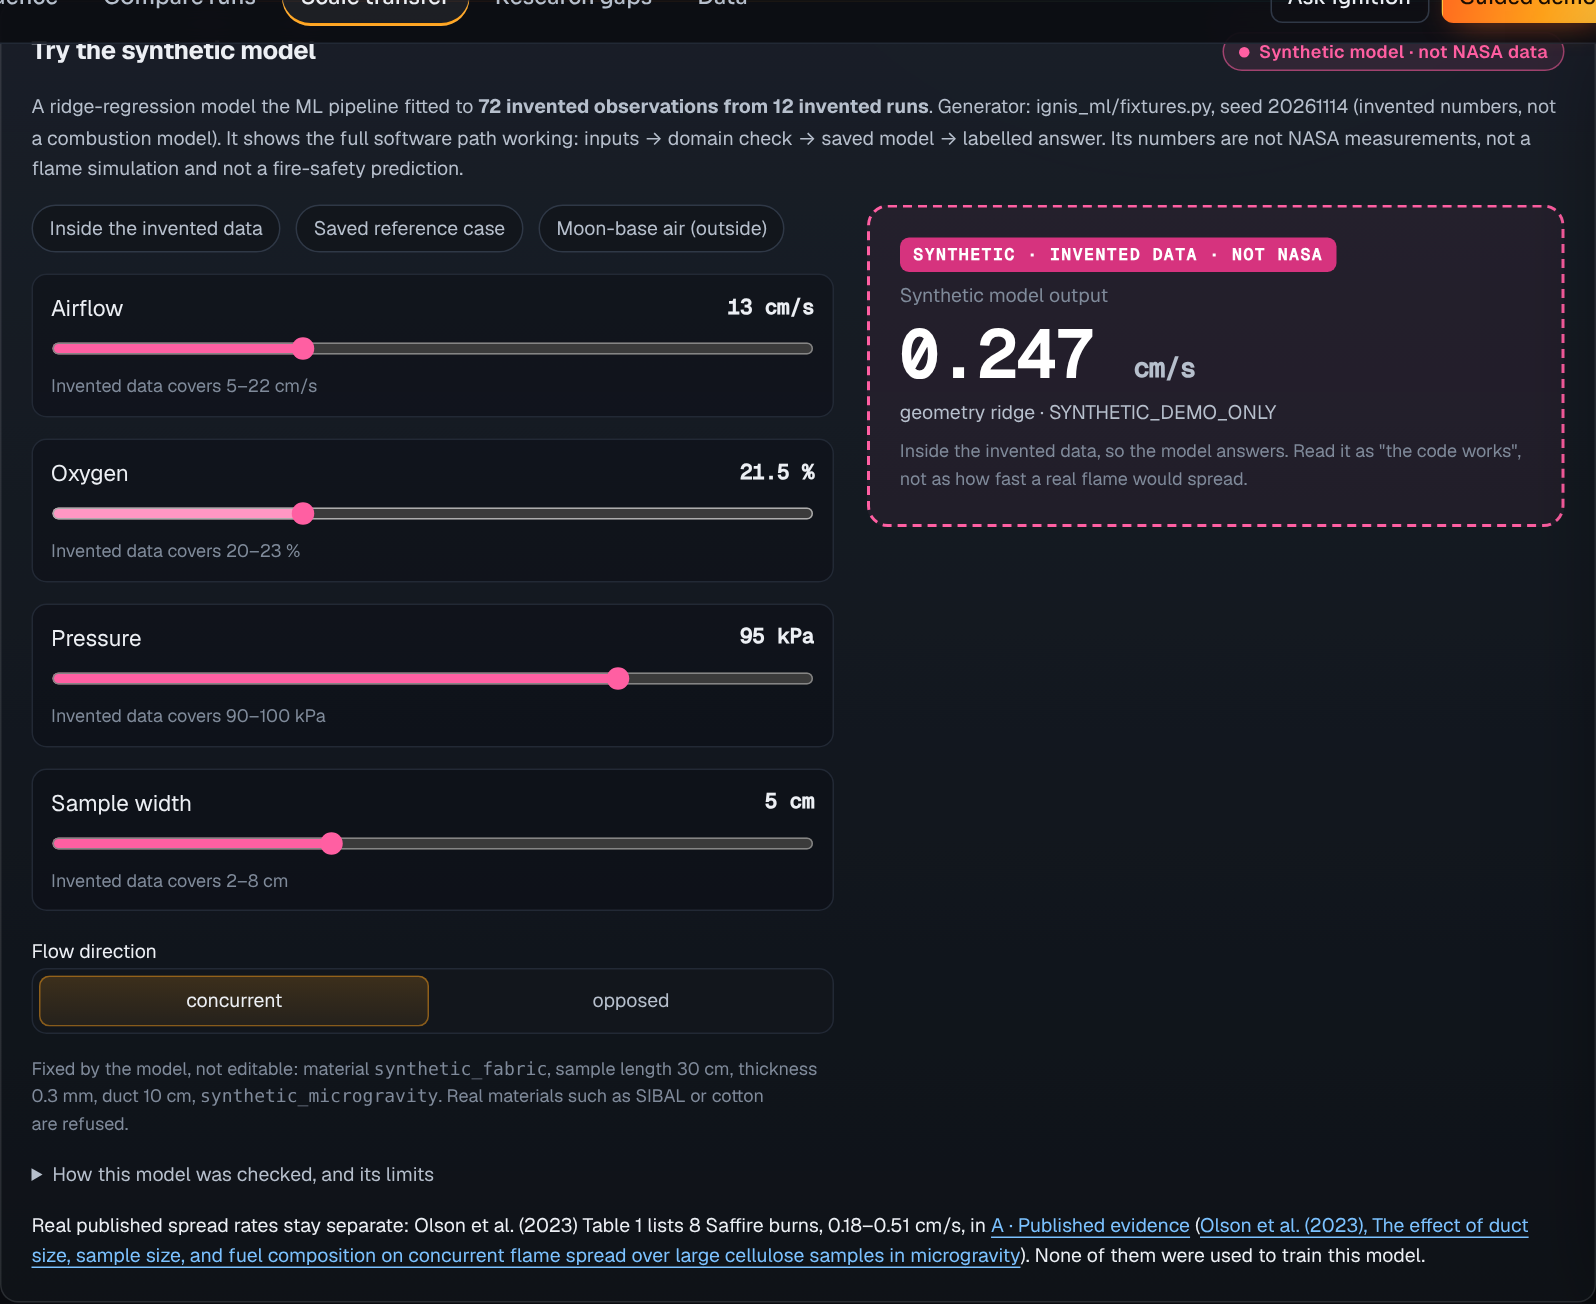 Compare runs
Scale transfer
Research gaps
Data
Ask Ignition
Guided demo
Try the synthetic model
Synthetic model · not NASA data
A ridge-regression model the ML pipeline fitted to 72 invented observations from 12 invented runs. Generator: ignis_ml/fixtures.py, seed 20261114 (invented numbers, not
a combustion model). It shows the full software path working: inputs → domain check → saved model → labelled answer. Its numbers are not NASA measurements, not a
flame simulation and not a fire-safety prediction.
Inside the invented data
Saved reference case
Moon-base air (outside)
Airflow
13 cm/s
Invented data covers 5–22 cm/s
Oxygen
21.5 %
Invented data covers 20–23 %
Pressure
95 kPa
Invented data covers 90–100 kPa
Sample width
5 cm
Invented data covers 2–8 cm
Flow direction
concurrent
opposed
Fixed by the model, not editable: material synthetic_fabric, sample length 30 cm, thickness
0.3 mm, duct 10 cm, synthetic_microgravity. Real materials such as SIBAL or cotton
are refused.
SYNTHETIC · INVENTED DATA · NOT NASA
Synthetic model output
0.247 cm/s
geometry ridge · SYNTHETIC_DEMO_ONLY
Inside the invented data, so the model answers. Read it as "the code works",
not as how fast a real flame would spread.
▶ How this model was checked, and its limits
Real published spread rates stay separate: Olson et al. (2023) Table 1 lists 8 Saffire burns, 0.18–0.51 cm/s, in A · Published evidence (Olson et al. (2023), The effect of duct
size, sample size, and fuel composition on concurrent flame spread over large cellulose samples in microgravity). None of them were used to train this model.